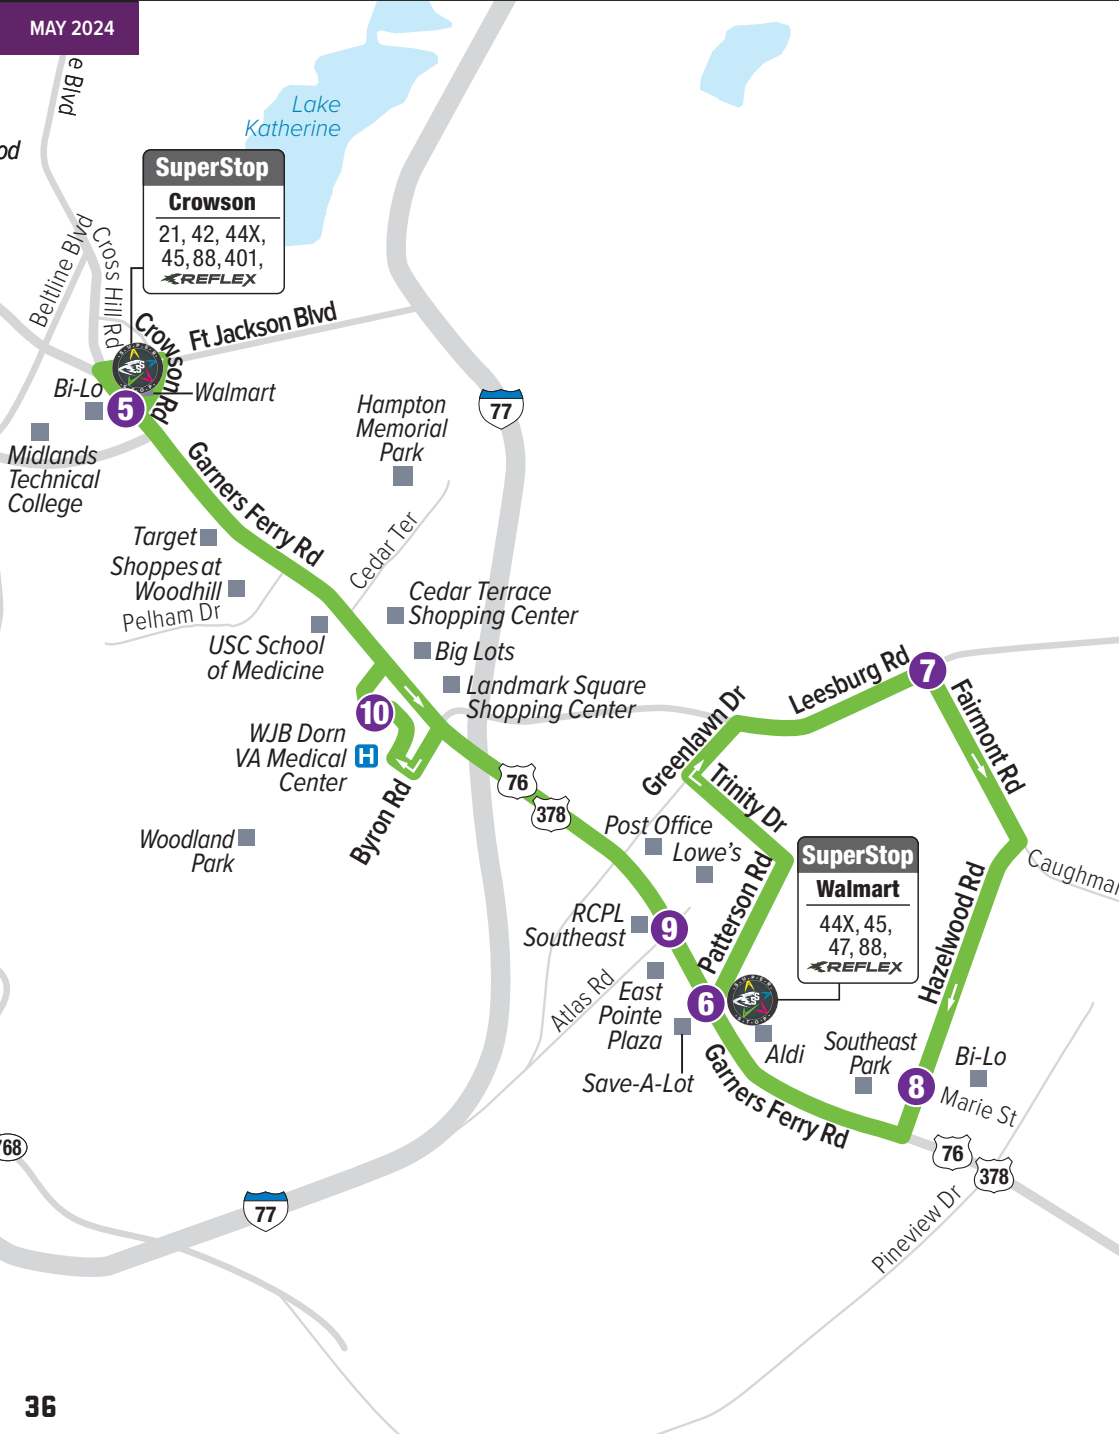 MAY 2024
e Blvd
od
Lake
Katherine
SuperStop
Crowson
21, 42, 44X,
45, 88, 401,
REFLEX
Beltline Blvd
Cross Hill Rd
Crowson Rd
Ft Jackson Blvd
Bi-Lo
5
Walmart
Midlands
Technical
College
Hampton
Memorial
Park
77
Garners Ferry Rd
Target
Shoppes at
Woodhill
Pelham Dr
Cedar Ter
USC School
of Medicine
Cedar Terrace
Shopping Center
Big Lots
Landmark Square
Shopping Center
10
WJB Dorn
VA Medical
Center
H
Byron Rd
Woodland
Park
76
378
Leesburg Rd
7
Fairmont Rd
Greenlawn Dr
Trinity Dr
Post Office
Lowe's
Patterson Rd
SuperStop
Walmart
44X, 45,
47, 88,
REFLEX
Caughman
Hazelwood Rd
RCPL
Southeast
9
Atlas Rd
East
Pointe
Plaza
6
Save-A-Lot
Aldi
Southeast
Park
Bi-Lo
8
Marie St
Garners Ferry Rd
76
378
Pineview Dr
768
77
36